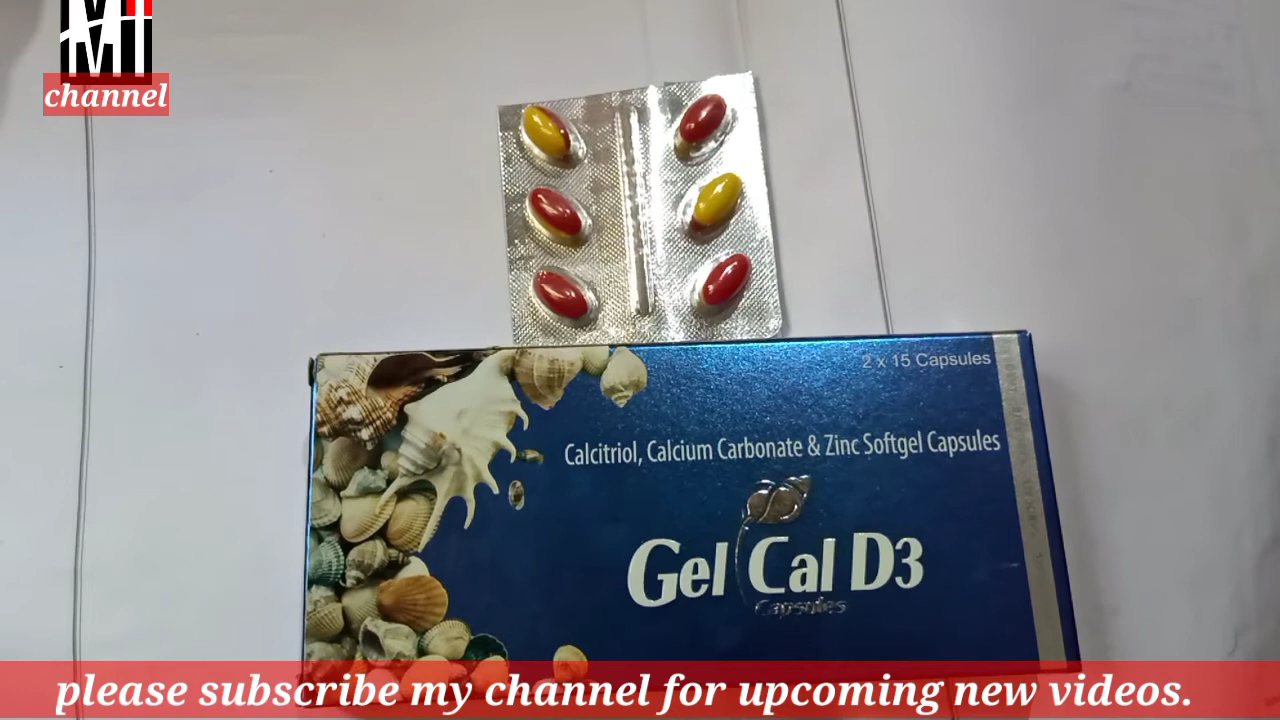 MI
channel
2 x 15 Capsules
Calcitriol, Calcium Carbonate & Zinc Softgel Capsules
Gel Cal D3
Capsules
please subscribe my channel for upcoming new videos.